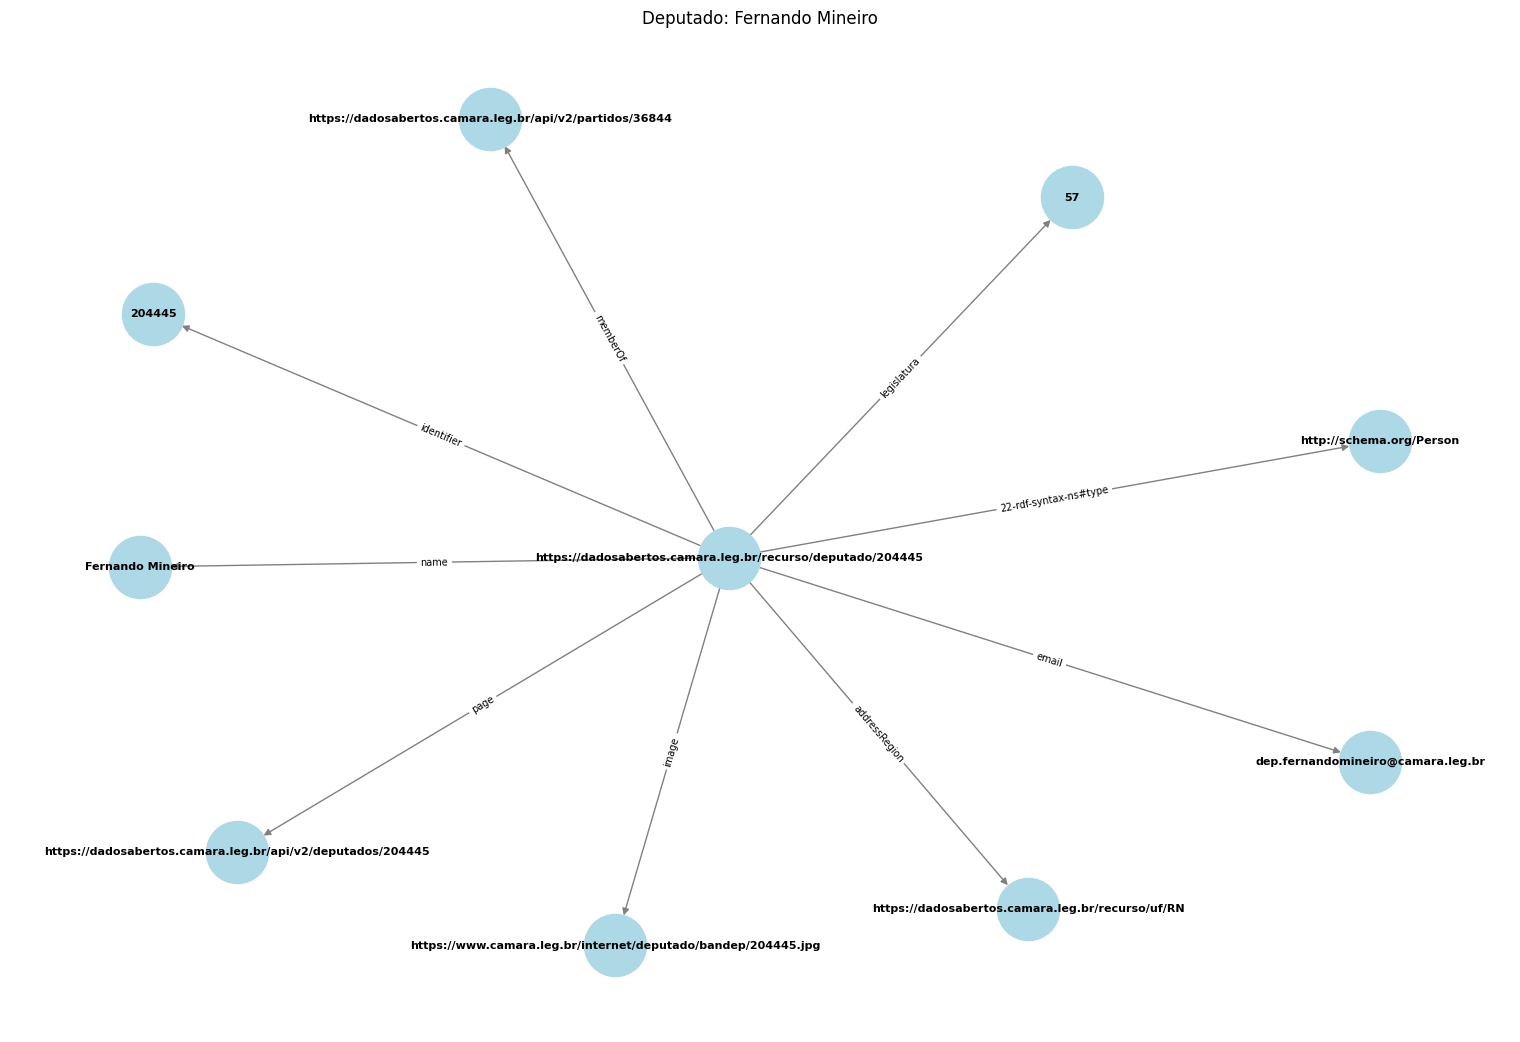 Deputado: Fernando Mineiro
https://dadosabertos.camara.leg.br/api/v2/partidos/36844
57
204445
memberOf
legislatura
identifier
http://schema.org/Person
22-rdf-syntax-ns#type
https://dadosabertos.camara.leg.br/recurso/deputado/204445
Fernando Mineiro
name
email
page
addressRegion
image
dep.fernandomineiro@camara.leg.br
https://dadosabertos.camara.leg.br/api/v2/deputados/204445
https://dadosabertos.camara.leg.br/recurso/uf/RN
https://www.camara.leg.br/internet/deputado/bandep/204445.jpg